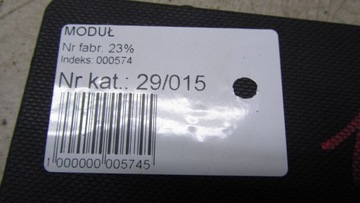 MODUŁ
Nr fabr. 23%
Indeks: 000574
Nr kat.: 29/015
1 000000 005745